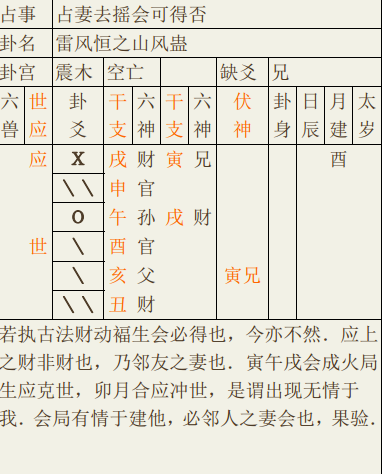 占事 占妻去摇会可得否
卦名 雷风恒之山风蛊
卦宫 震木 空亡 缺爻 兄
六兽 世应 卦爻 干支 六神 干支 六神 伏神 卦身 日辰 月建 太岁
应 X 戌 财 寅 兄 酉
\ \ 申 官
O 午 孙 戌 财
世 \ 酉 官
\ 亥 父 寅兄
\ \ 丑 财
若执古法财动福生会必得也，今亦不然．应上
之财非财也，乃邻友之妻也．寅午戌会成火局
生应克世，卯月合应冲世，是谓出现无情于
我．会局有情于建他，必邻人之妻会也，果验．